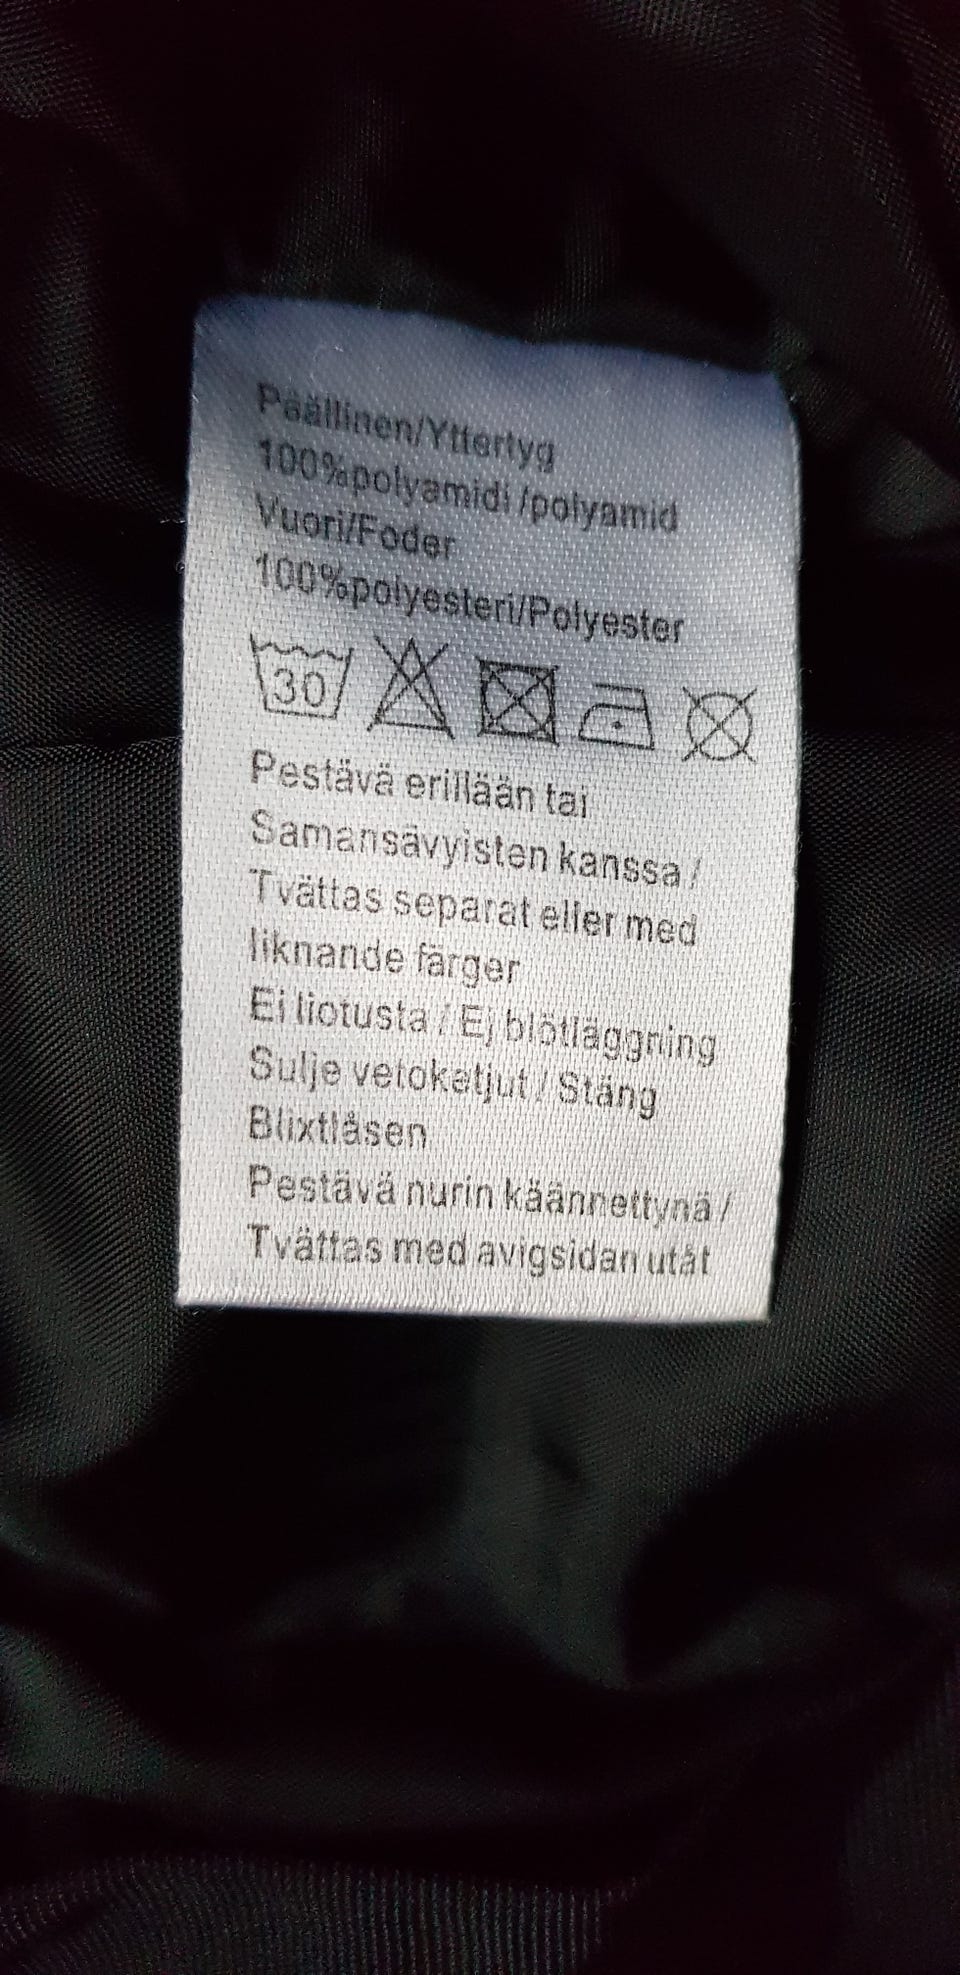 Päällinen/Yttertyg
100%polyamidi /polyamid
Vuori/Foder
100%polyesteri/Polyester
30
Pestävä erillään tai
Samansävyisten kanssa /
Tvättas separat eller med
liknande färger
Ei liotusta / Ej blötläggning
Sulje vetoketjut / Stäng
Blixtlåsen
Pestävä nurin käännettynä /
Tvättas med avigsidan utåt